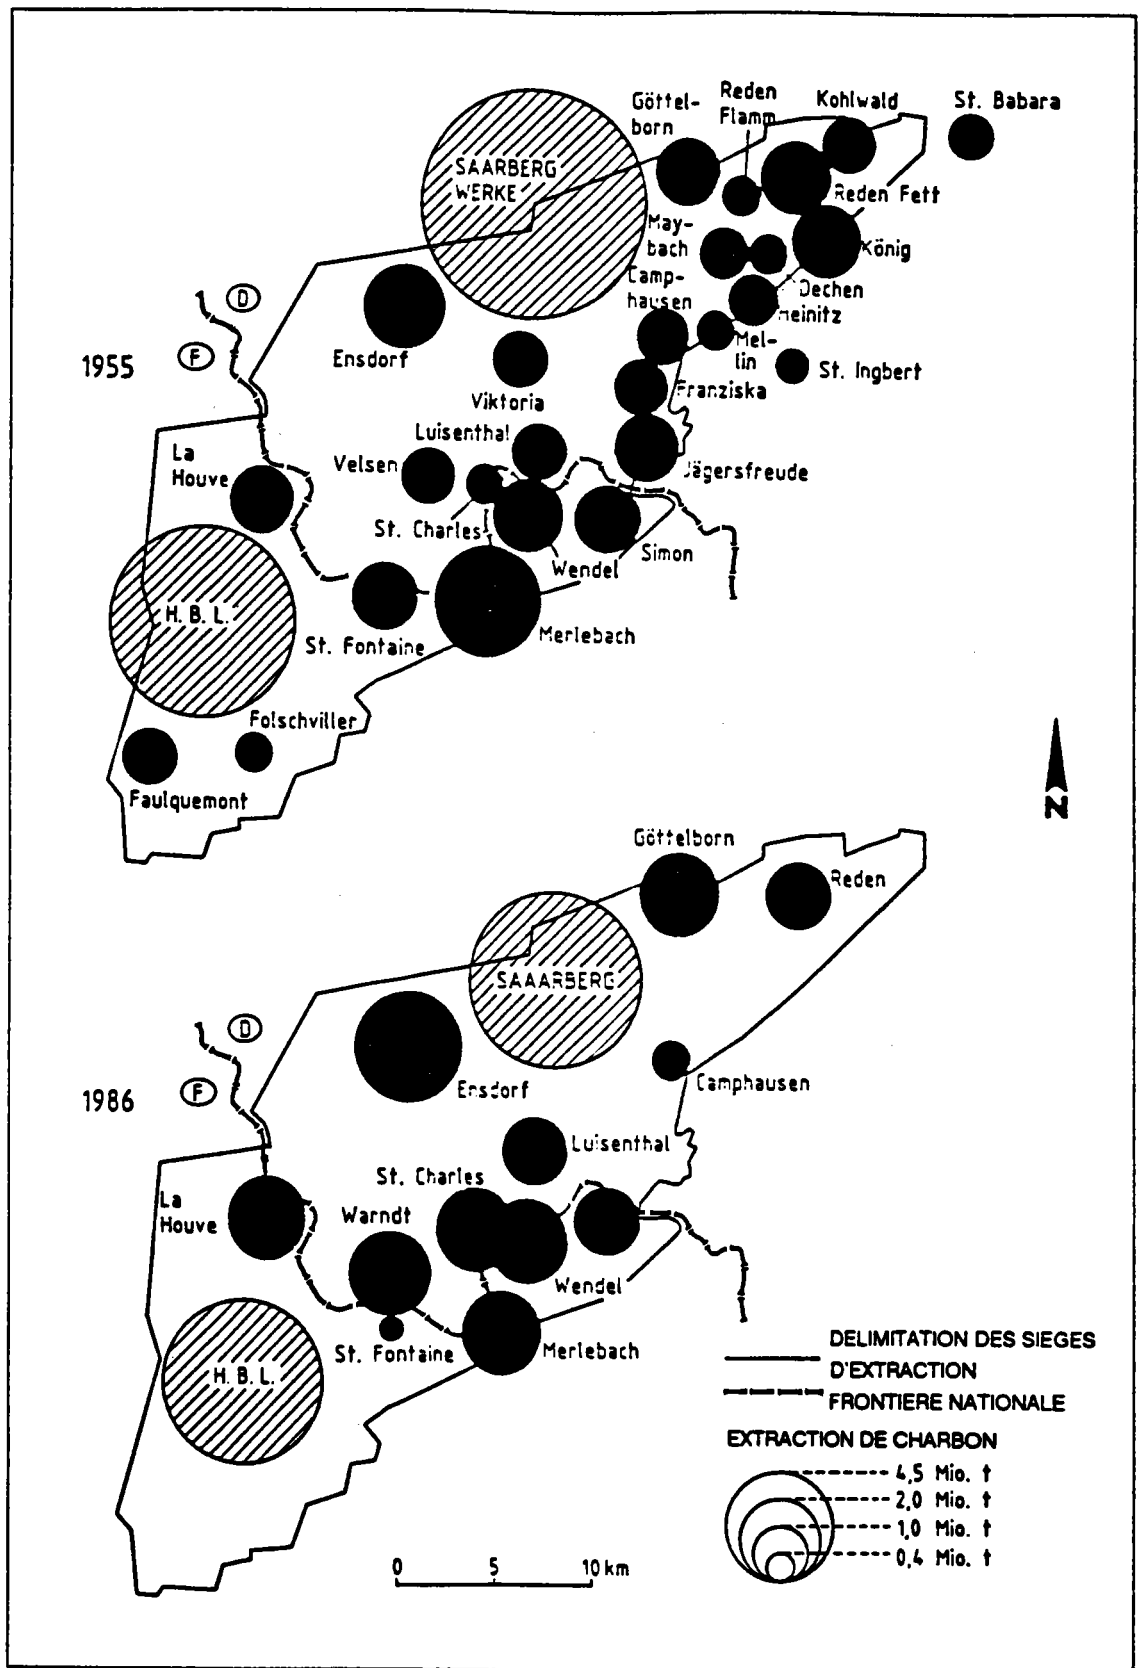 Göttel-
born
Reden
Flamm
Kohlwald
St. Babara
SAARBERG
WERKE
Reden Fett
May-
bach
König
Camp-
hausen
Dechen
Heinitz
Mel-
lin
St. Ingbert
D
F
1955
Ensdorf
Viktoria
Franziska
Luisenthal
Velsen
Jägersfreude
La
Houve
St. Charles
Simon
Wendel
H. B. L.
St. Fontaine
Merlebach
Folschviller
Faulquemont
N
Göttelborn
Reden
SAAARBERG
D
F
1986
Ensdorf
Camphausen
Luisenthal
St. Charles
La
Houve
Warndt
Wendel
St. Fontaine
Merlebach
H. B. L.
DELIMITATION DES SIEGES
D'EXTRACTION
FRONTIERE NATIONALE
EXTRACTION DE CHARBON
4,5 Mio. t
2,0 Mio. t
1,0 Mio. t
0,4 Mio. t
0 5 10 km